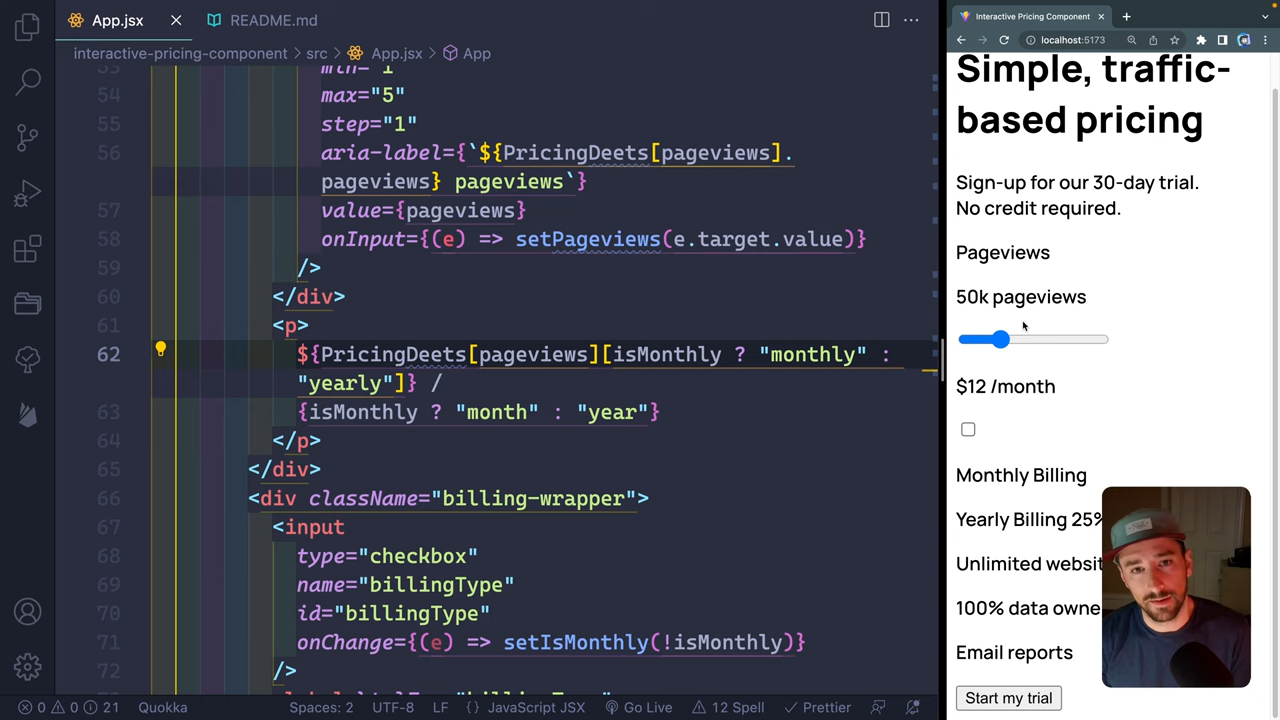 App.jsx
README.md
interactive-pricing-component › src › App.jsx › App
54 max="5"
55 step="1"
56 aria-label={`${PricingDeets[pageviews].
pageviews} pageviews`}
57 value={pageviews}
58 onInput={(e) => setPageviews(e.target.value)}
59 />
60 </div>
61 <p>
62 ${PricingDeets[pageviews][isMonthly ? "monthly" :
"yearly"]} /
63 {isMonthly ? "month" : "year"}
64 </p>
65 </div>
66 <div className="billing-wrapper">
67 <input
68 type="checkbox"
69 name="billingType"
70 id="billingType"
71 onChange={(e) => setIsMonthly(!isMonthly)}
72 />
0 0 21 Quokka Spaces: 2 UTF-8 LF {} JavaScript JSX Go Live 12 Spell Prettier
Interactive Pricing Component
localhost:5173
Simple, traffic-
based pricing
Sign-up for our 30-day trial.
No credit required.
Pageviews
50k pageviews
$12 /month
Monthly Billing
Yearly Billing 25%
Unlimited
100% data
Email reports
Start my trial